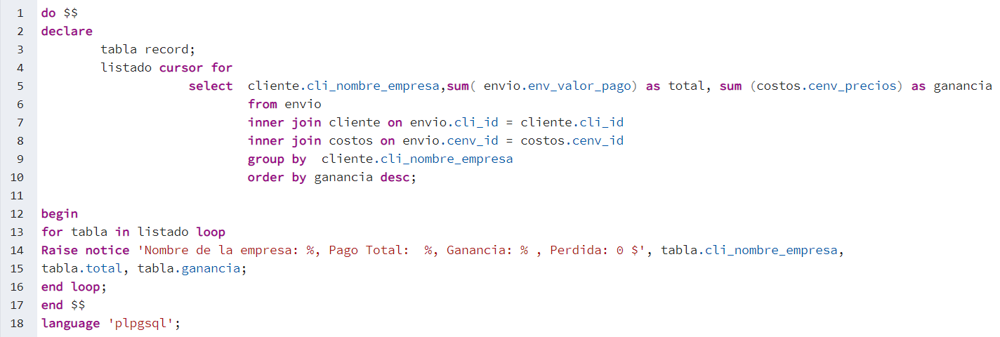 1 do $$
2 declare
3 tabla record;
4 listado cursor for
5 select cliente.cli_nombre_empresa,sum( envio.env_valor_pago) as total, sum (costos.cenv_precios) as ganancia
6 from envio
7 inner join cliente on envio.cli_id = cliente.cli_id
8 inner join costos on envio.cenv_id = costos.cenv_id
9 group by  cliente.cli_nombre_empresa
10 order by ganancia desc;
11
12 begin
13 for tabla in listado loop
14 Raise notice 'Nombre de la empresa: %, Pago Total:  %, Ganancia: % , Perdida: 0 $', tabla.cli_nombre_empresa,
15 tabla.total, tabla.ganancia;
16 end loop;
17 end $$
18 language 'plpgsql';